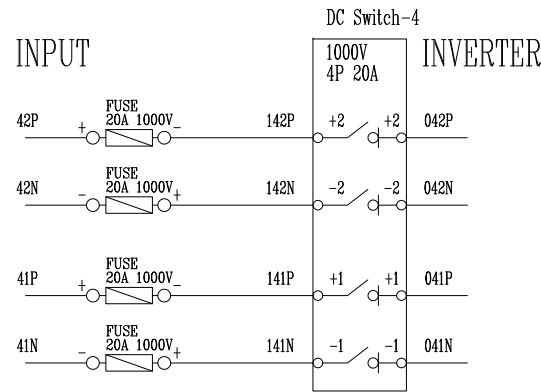 DC Switch-4
INPUT
INVERTER
1000V
4P 20A
FUSE
42P + 20A 1000V - 142P +2 +2 042P
FUSE
42N - 20A 1000V + 142N -2 -2 042N
FUSE
41P + 20A 1000V - 141P +1 +1 041P
FUSE
41N - 20A 1000V + 141N -1 -1 041N